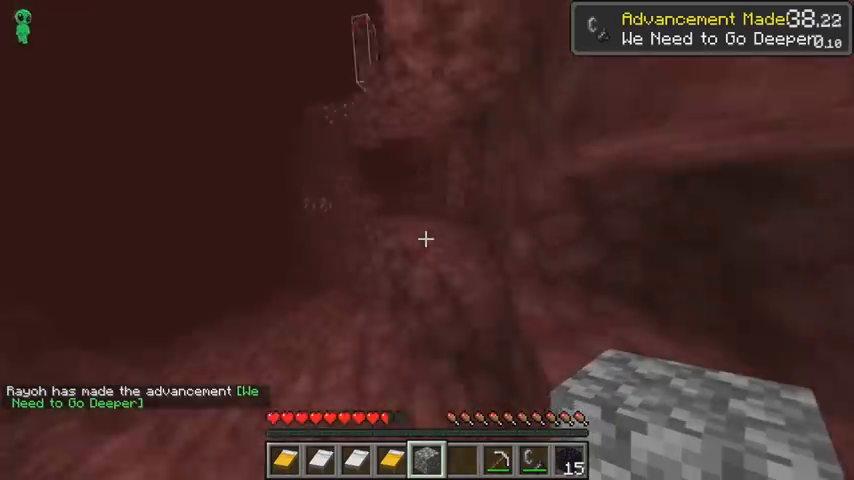 Advancement Made
38.22
We Need to Go Deeper
0.10
Rayoh has made the advancement [We
Need to Go Deeper]
15